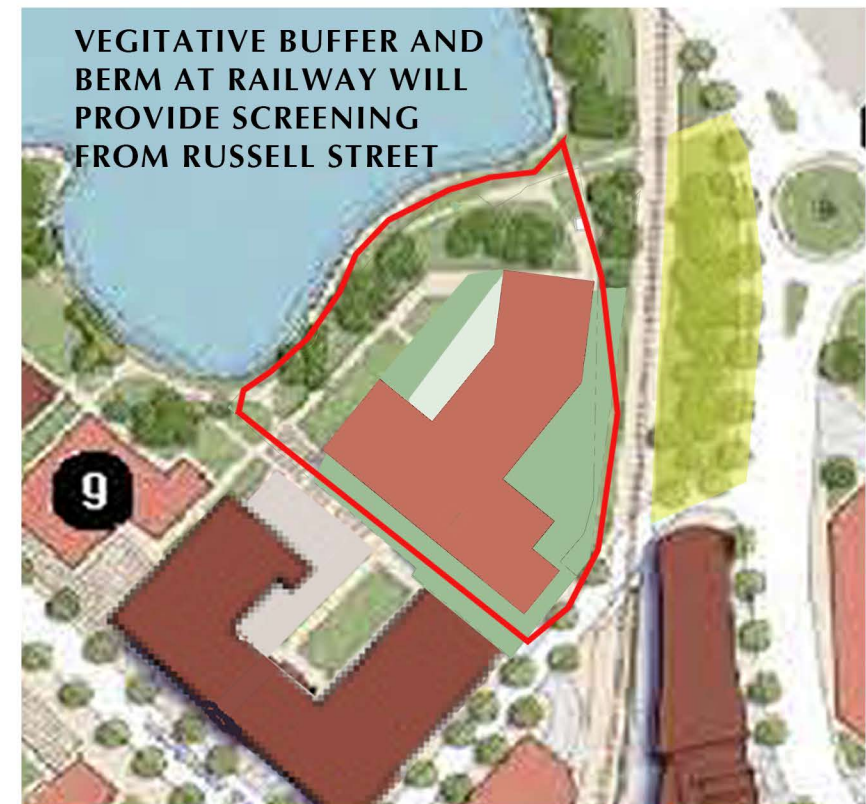 VEGITATIVE BUFFER AND
BERM AT RAILWAY WILL
PROVIDE SCREENING
FROM RUSSELL STREET
9